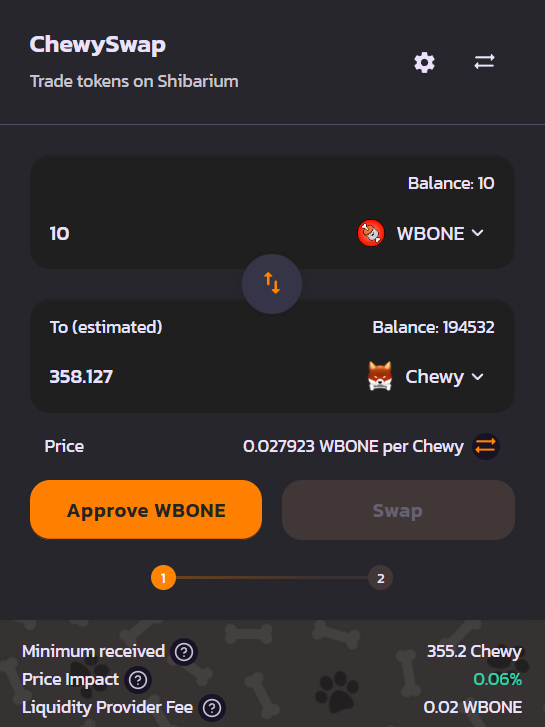 ChewySwap
Trade tokens on Shibarium
Balance: 10
10 WBONE
To (estimated) Balance: 194532
358.127 Chewy
Price 0.027923 WBONE per Chewy
Approve WBONE Swap
1 2
Minimum received ? 355.2 Chewy
Price Impact ? 0.06%
Liquidity Provider Fee ? 0.02 WBONE